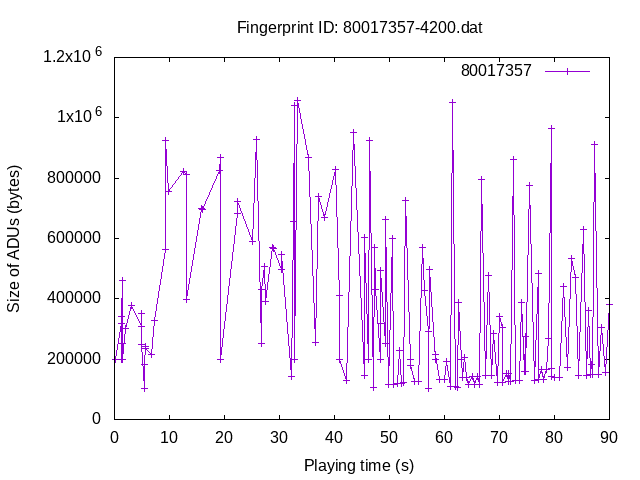 Fingerprint ID: 80017357-4200.dat
80017357
1.2x10 6
1x10 6
800000
600000
400000
200000
0
Size of ADUs (bytes)
0 10 20 30 40 50 60 70 80 90
Playing time (s)